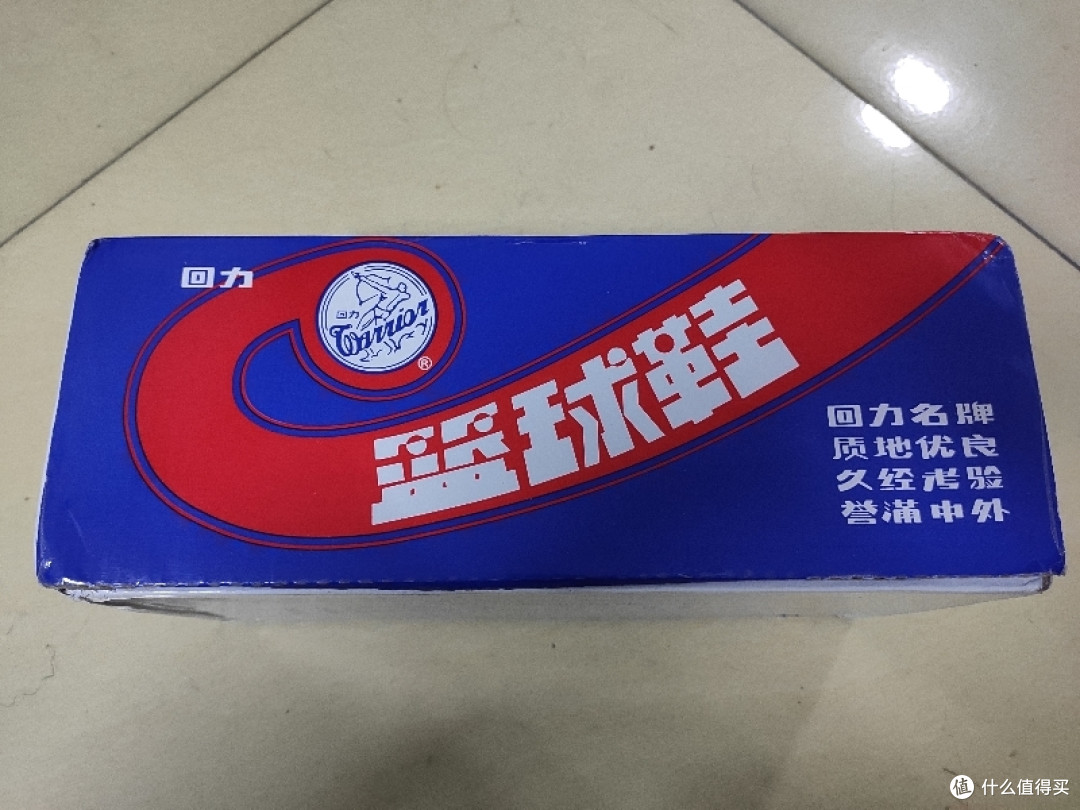 回力
回力
Warrior
®
篮球鞋
回力名牌
质地优良
久经考验
誉满中外
值 什么值得买